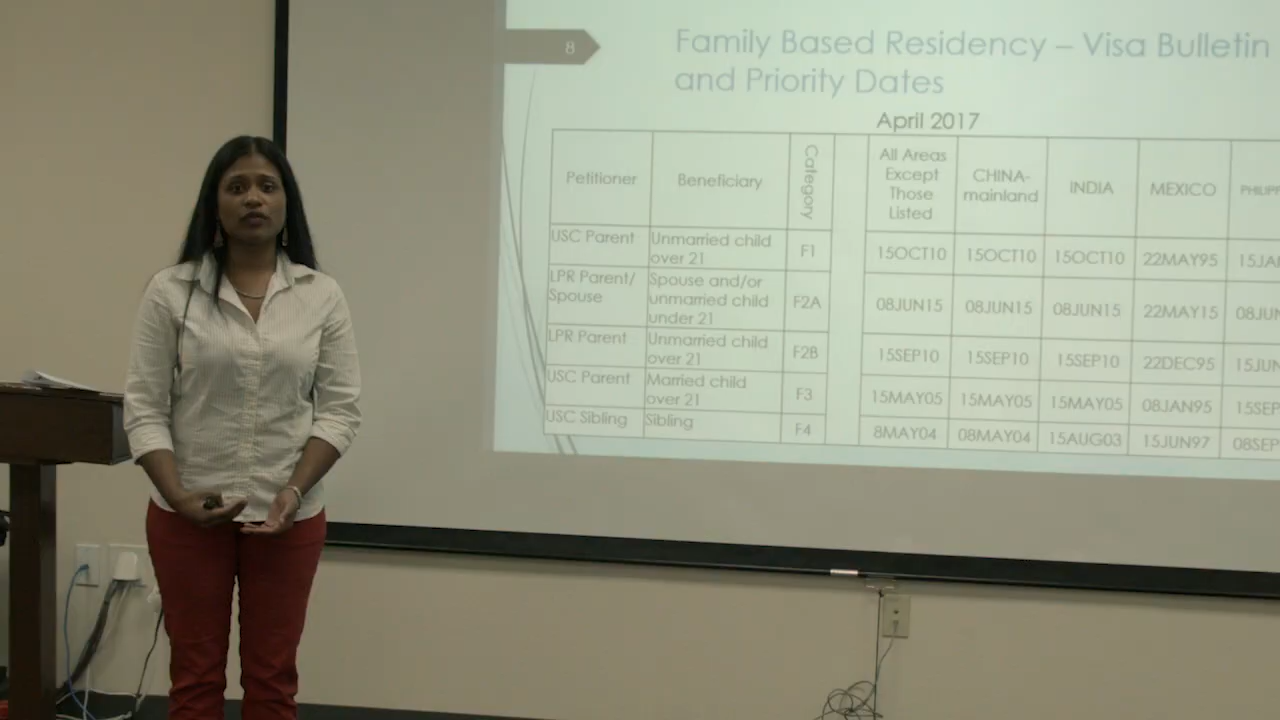 8
Family Based Residency – Visa Bulletin
and Priority Dates
April 2017
Petitioner
Beneficiary
Category
All Areas
Except
Those
Listed
CHINA-
mainland
INDIA
MEXICO
USC Parent
Unmarried child
over 21
F1
15OCT10
15OCT10
15OCT10
22MAY95
LPR Parent/
Spouse
Spouse and/or
unmarried child
under 21
F2A
08JUN15
08JUN15
08JUN15
22MAY15
LPR Parent
Unmarried child
over 21
F2B
15SEP10
15SEP10
15SEP10
22DEC95
USC Parent
Married child
over 21
F3
15MAY05
15MAY05
15MAY05
08JAN95
USC Sibling
Sibling
F4
8MAY04
08MAY04
15AUG03
15JUN97